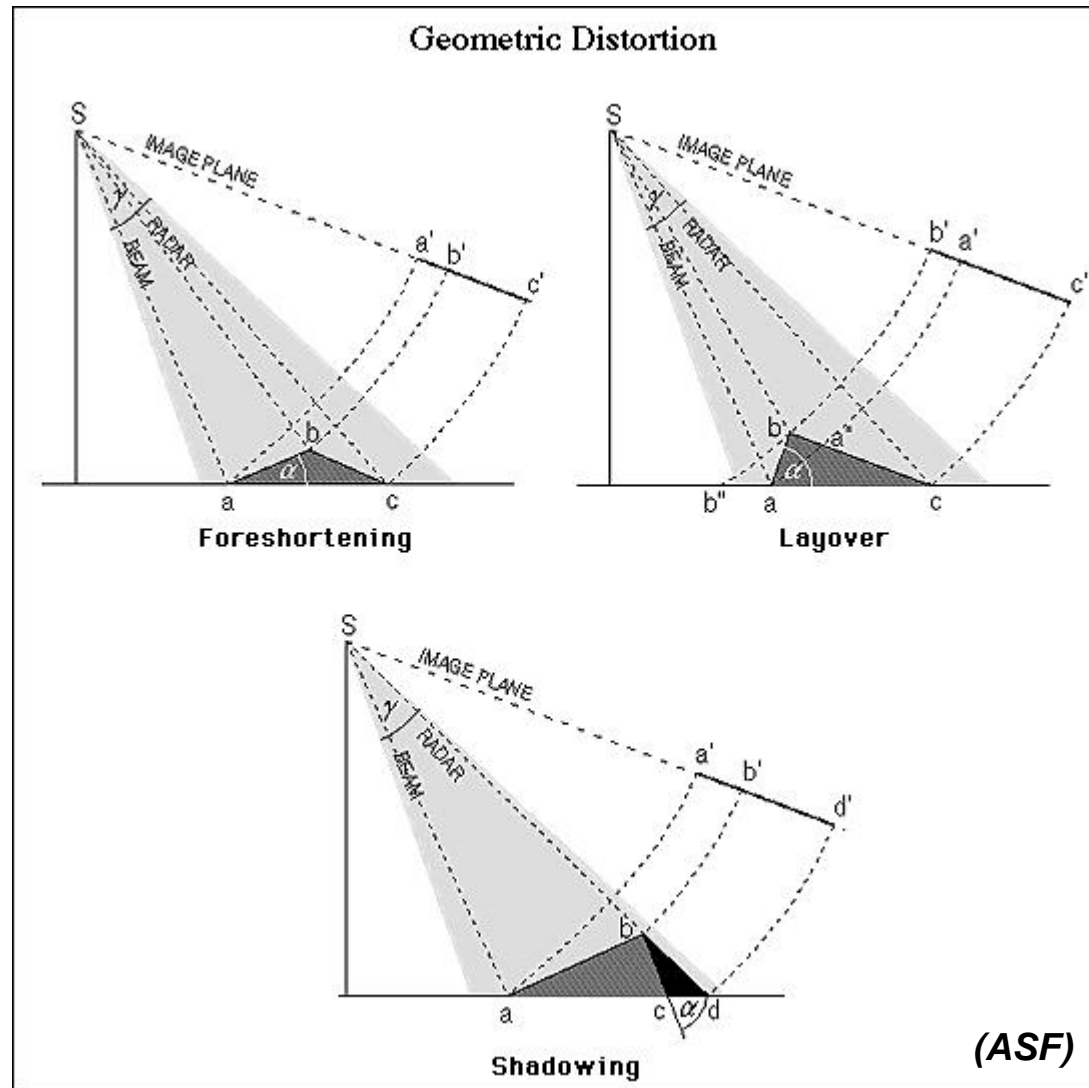 Geometric Distortion
S
IMAGE PLANE
γ
RADAR
BEAM
a' b' c'
b
α
a c
Foreshortening
S
IMAGE PLANE
γ
RADAR
BEAM
b' a' c'
b a"
α
b" a c
Layover
S
IMAGE PLANE
γ
RADAR
BEAM
a' b' d'
b
a c α d
Shadowing
(ASF)